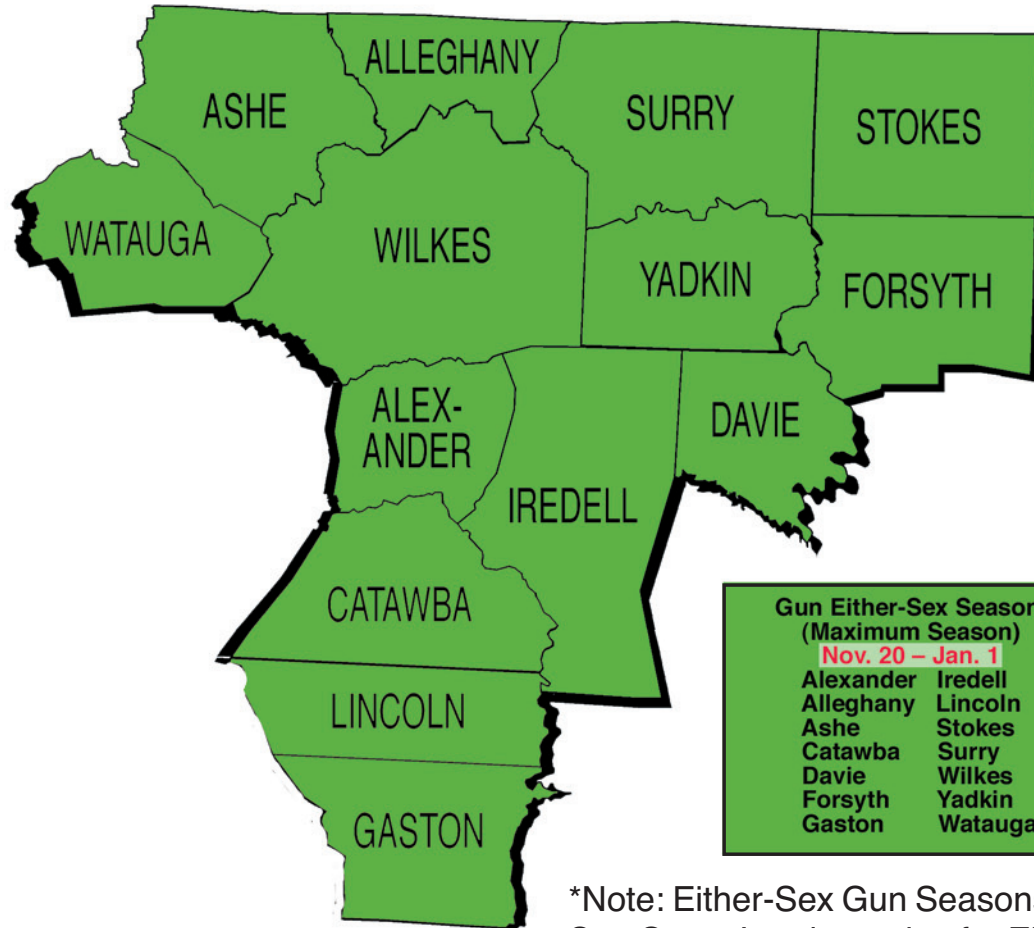 ALLEGHANY
ASHE
SURRY
STOKES
WATAUGA
WILKES
YADKIN
FORSYTH
ALEX-
ANDER
DAVIE
IREDELL
CATAWBA
LINCOLN
GASTON
Gun Either-Sex Season
(Maximum Season)
Nov. 20 – Jan. 1
Alexander Iredell
Alleghany Lincoln
Ashe Stokes
Catawba Surry
Davie Wilkes
Forsyth Yadkin
Gaston Watauga
*Note: Either-Sex Gun Season